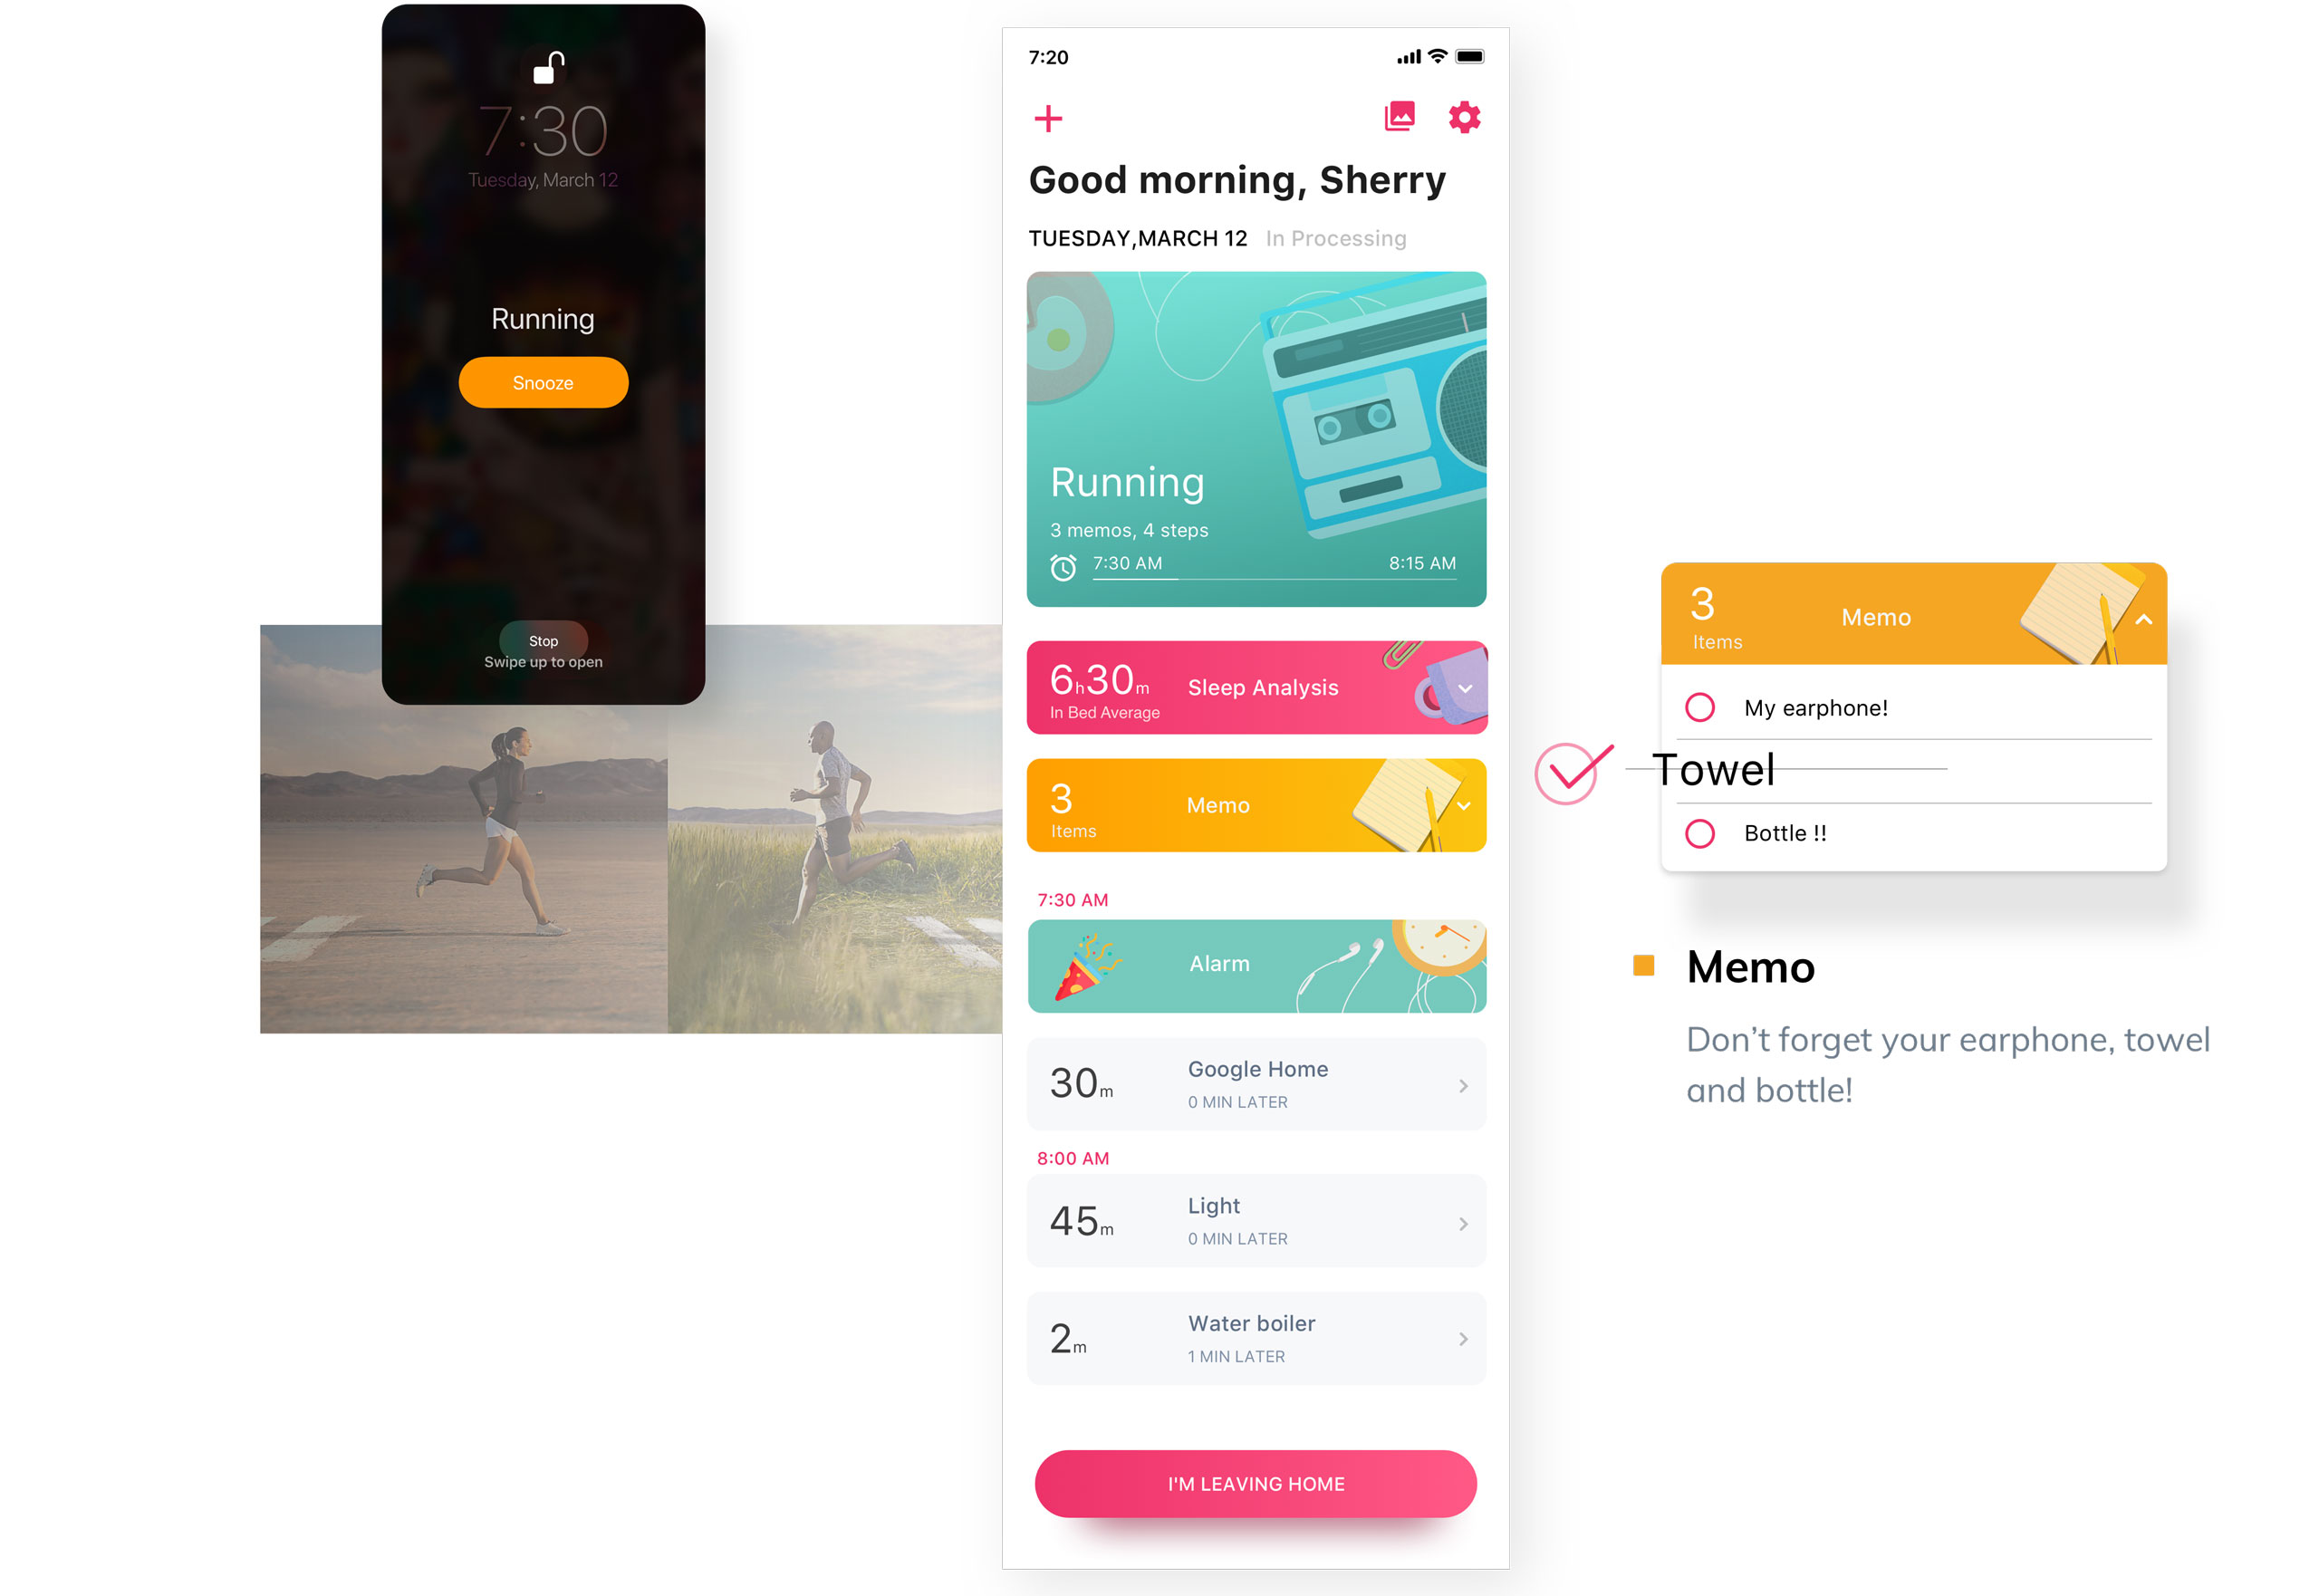 7:30
Tuesday, March 12
Running
Snooze
Stop
Swipe up to open
7:20
Good morning, Sherry
TUESDAY,MARCH 12 In Processing
Running
3 memos, 4 steps
7:30 AM 8:15 AM
6h30m
In Bed Average
Sleep Analysis
3
Items
Memo
7:30 AM
Alarm
30m
Google Home
0 MIN LATER
8:00 AM
45m
Light
0 MIN LATER
2m
Water boiler
1 MIN LATER
I'M LEAVING HOME
3
Items
Memo
My earphone!
Towel
Bottle !!
Memo
Don’t forget your earphone, towel
and bottle!